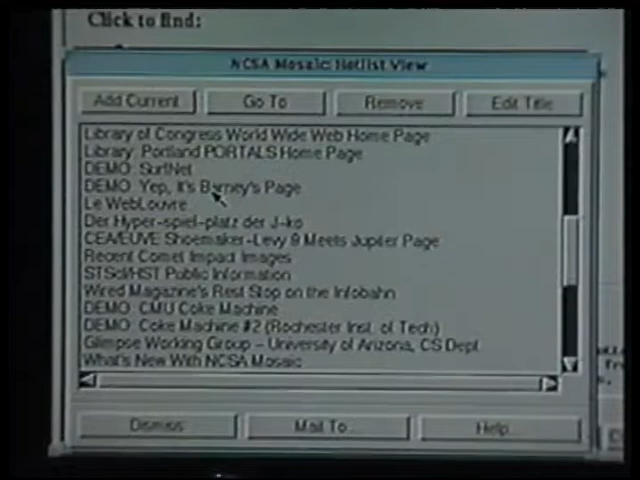 Click to find:
NCSA Mosaic: Hotlist View
Add Current Go To Remove Edit Title
Library of Congress World Wide Web Home Page
Library: Portland PORTALS Home Page
DEMO: SurfNet
DEMO: Yep, It's Barney's Page
Le WebLouvre
Der Hyper-spiel-platz der J-ko
CEA/EUVE Shoemaker-Levy 9 Meets Jupiter Page
Recent Comet Impact Images
STScI/HST Public Information
Wired Magazine's Rest Stop on the Infobahn
DEMO: CMU Coke Machine
DEMO: Coke Machine #2 (Rochester Inst. of Tech)
Glimpse Working Group - University of Arizona, CS Dept
What's New With NCSA Mosaic
Dismiss Mail To... Help...